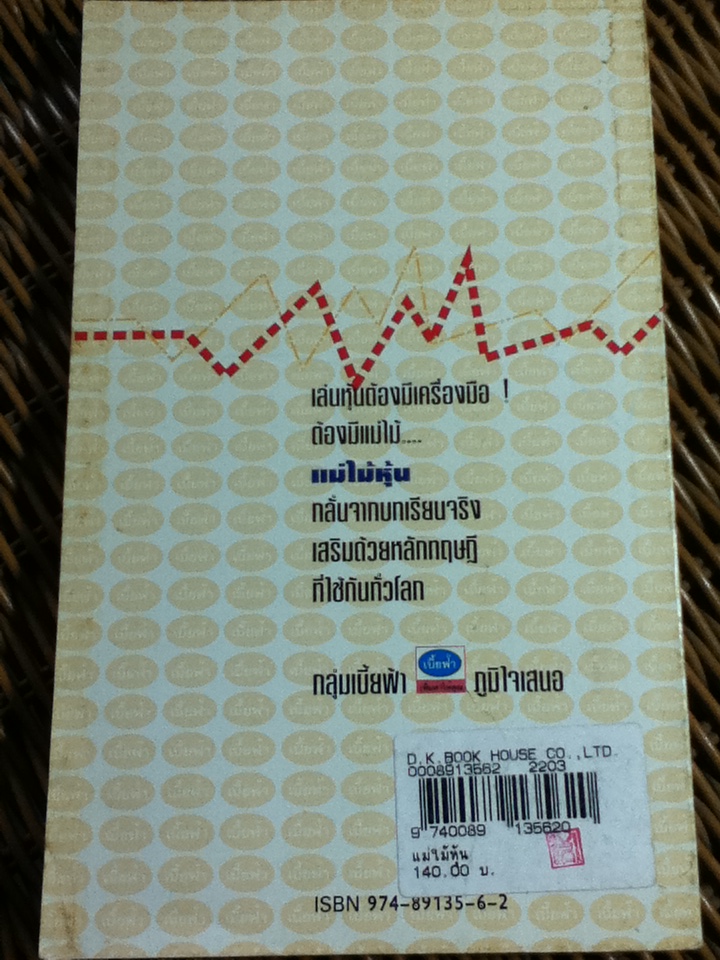 เล่นหุ้นต้องมีเครื่องมือ !
ต้องมีแม่ไม้....
แม่ไม้หุ้น
กลั่นจากบทเรียนจริง
เสริมด้วยหลักทฤษฎี
ที่ใช้กันทั่วโลก
กลุ่มเบี้ยฟ้า เบี้ยฟ้า ภูมิใจเสนอ
D.K.BOOK HOUSE CO.,LTD.
0008913562 2203
9 740089 135620
แม่ไม้หุ้น
140.00 บ.
ISBN 974-89135-6-2